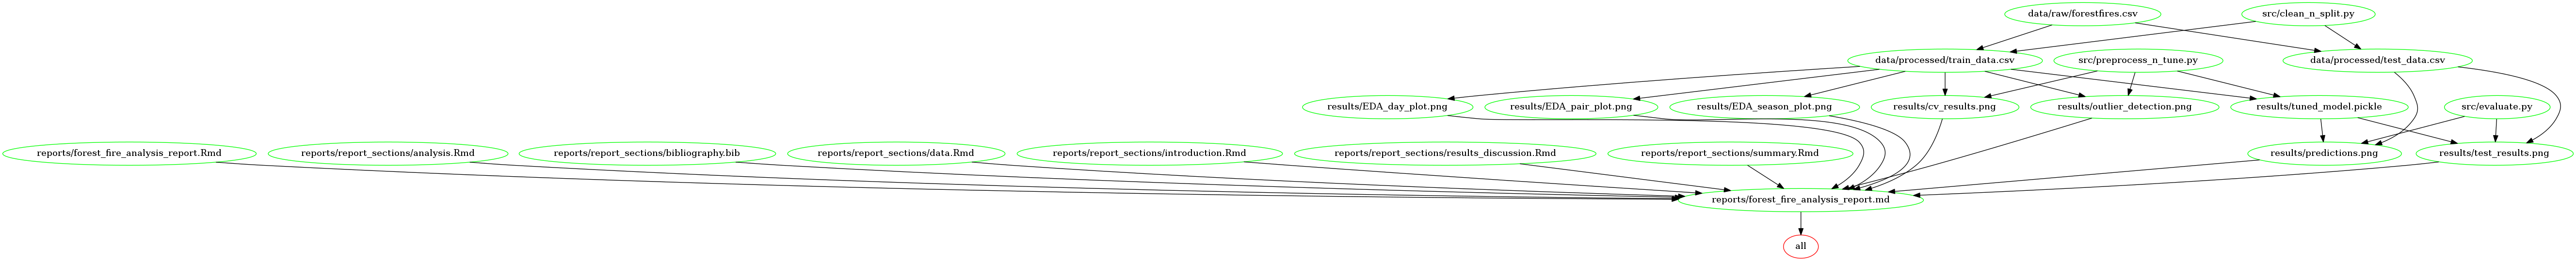 data/raw/forestfires.csv
src/clean_n_split.py
data/processed/train_data.csv
src/preprocess_n_tune.py
data/processed/test_data.csv
results/EDA_day_plot.png
results/EDA_pair_plot.png
results/EDA_season_plot.png
results/cv_results.png
results/outlier_detection.png
results/tuned_model.pickle
src/evaluate.py
reports/forest_fire_analysis_report.Rmd
reports/report_sections/analysis.Rmd
reports/report_sections/bibliography.bib
reports/report_sections/data.Rmd
reports/report_sections/introduction.Rmd
reports/report_sections/results_discussion.Rmd
reports/report_sections/summary.Rmd
results/predictions.png
results/test_results.png
reports/forest_fire_analysis_report.md
all